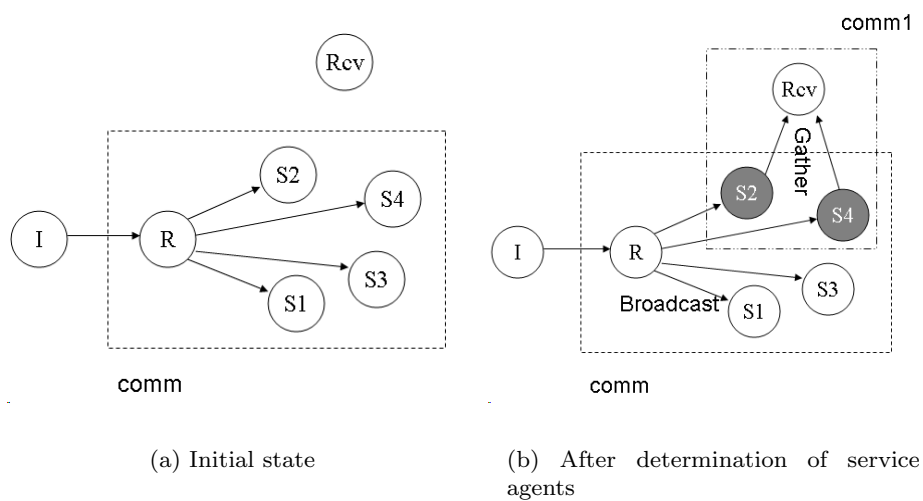 Rcv
S2
S4
I
R
S3
S1
comm
(a) Initial state
comm1
Rcv
Gather
S2
S4
I
R
S3
Broadcast
S1
comm
(b) After determination of service
agents